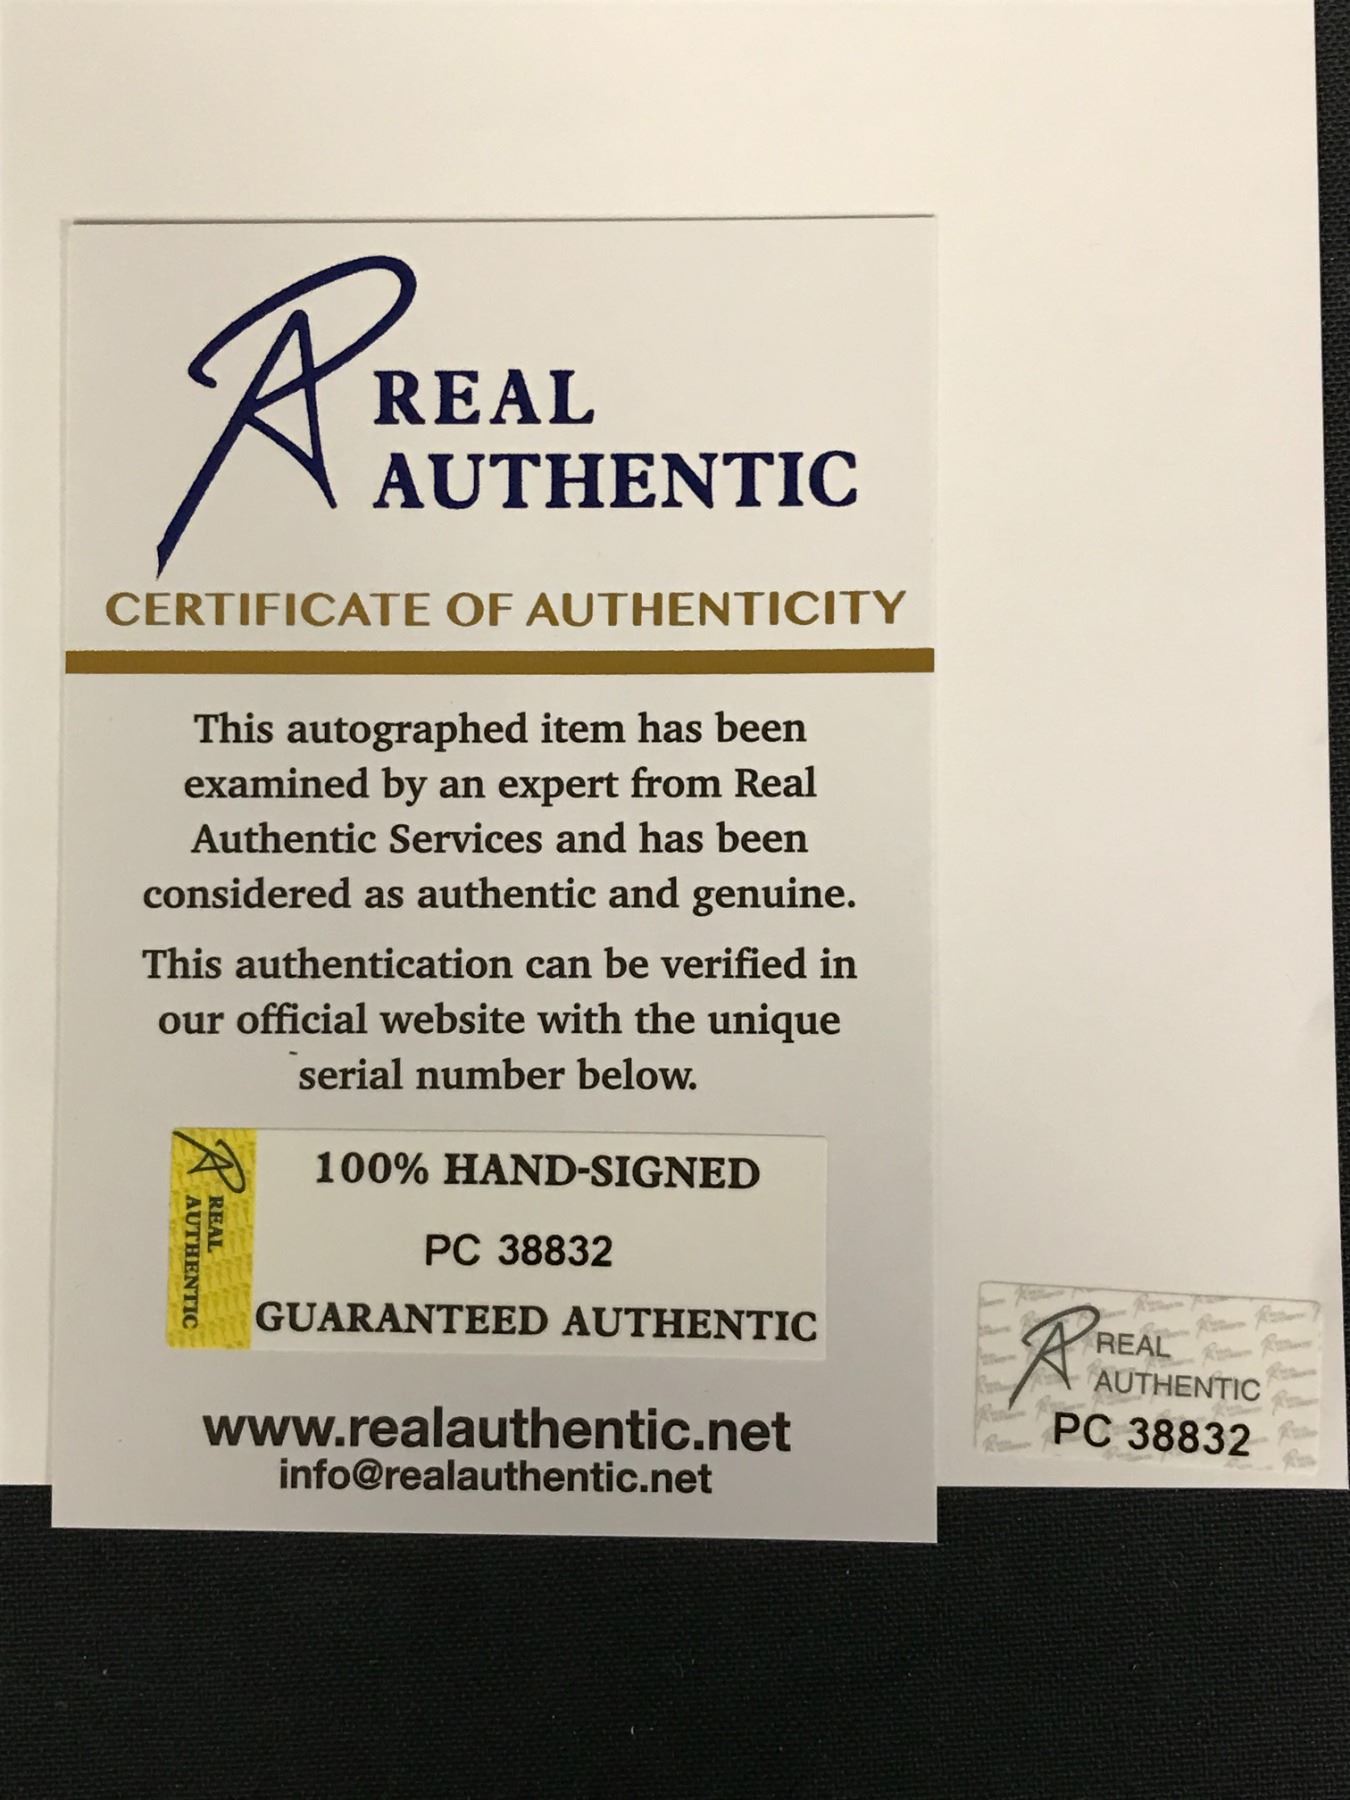 REAL
AUTHENTIC
CERTIFICATE OF AUTHENTICITY
This autographed item has been
examined by an expert from Real
Authentic Services and has been
considered as authentic and genuine.
This authentication can be verified in
our official website with the unique
serial number below.
REAL
AUTHENTIC
100% HAND-SIGNED
PC 38832
GUARANTEED AUTHENTIC
www.realauthentic.net
info@realauthentic.net
REAL
AUTHENTIC
PC 38832